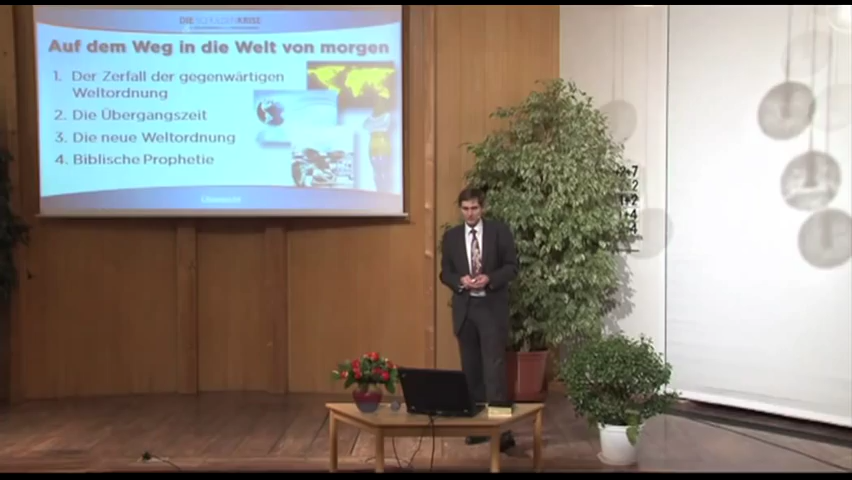 Auf dem Weg in die Welt von morgen
1. Der Zerfall der gegenwärtigen
Weltordnung
2. Die Übergangszeit
3. Die neue Weltordnung
4. Biblische Prophetie